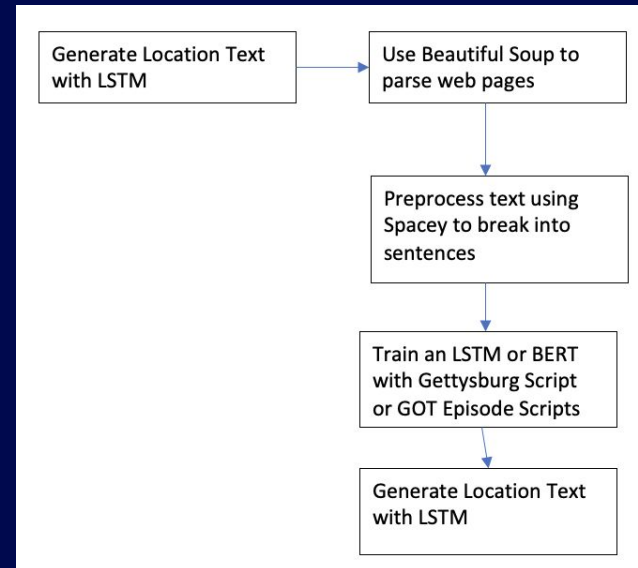 Generate Location Text
with LSTM
Use Beautiful Soup to
parse web pages
Preprocess text using
Spacey to break into
sentences
Train an LSTM or BERT
with Gettysburg Script
or GOT Episode Scripts
Generate Location Text
with LSTM